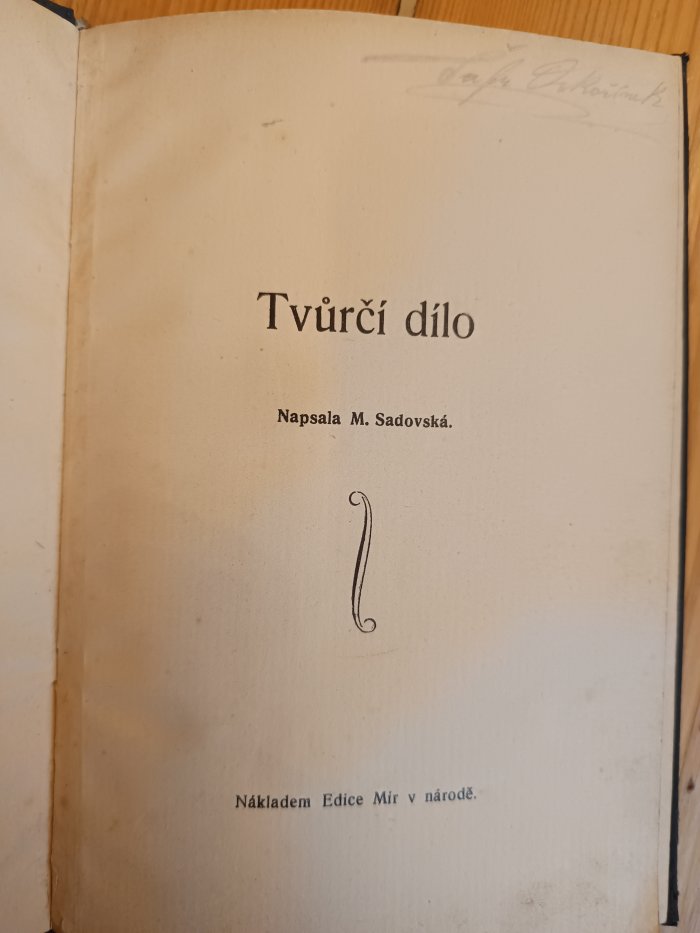 Tvůrčí dílo
Napsala M. Sadovská.
Nákladem Edice Mír v národě.